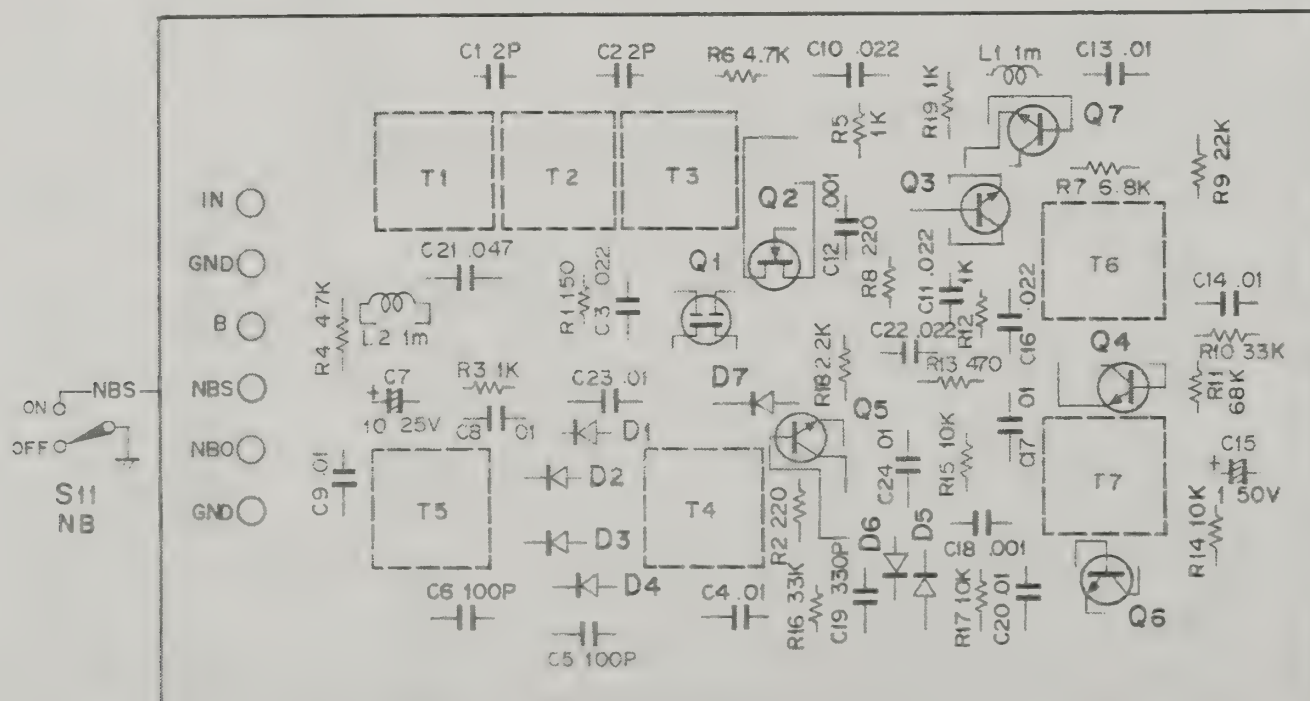 C1 2P
C2 2P
R6 4.7K
C10 .022
L1 1m
C13 .01
R5 1K
R19 1K
Q7
R9 22K
T1
T2
T3
Q2
Q3
R7 6.8K
IN
C12 .001
R8 220
C11 .022
R12 1K
C16 .022
T6
GND
C21 .047
R1 150
C3 .022
Q1
C14 .01
B
R4 4.7K
L2 1m
C22 .022
R10 33K
Q4
NBS
NBS
C7
10 25V
R3 1K
C8 .01
C23 .01
D7
R18 2.2K
R13 470
R11 68K
ON
OFF
S11
NB
NBO
D1
Q5
C24 .01
R15 10K
C17 .01
C15
1 50V
GND
C9 .01
T5
D2
T4
T7
R14 10K
D3
R2 220
D6
D5
C18 .001
C6 100P
D4
C4 .01
R16 33K
C19 330P
R17 10K
C20 .01
Q6
C5 100P